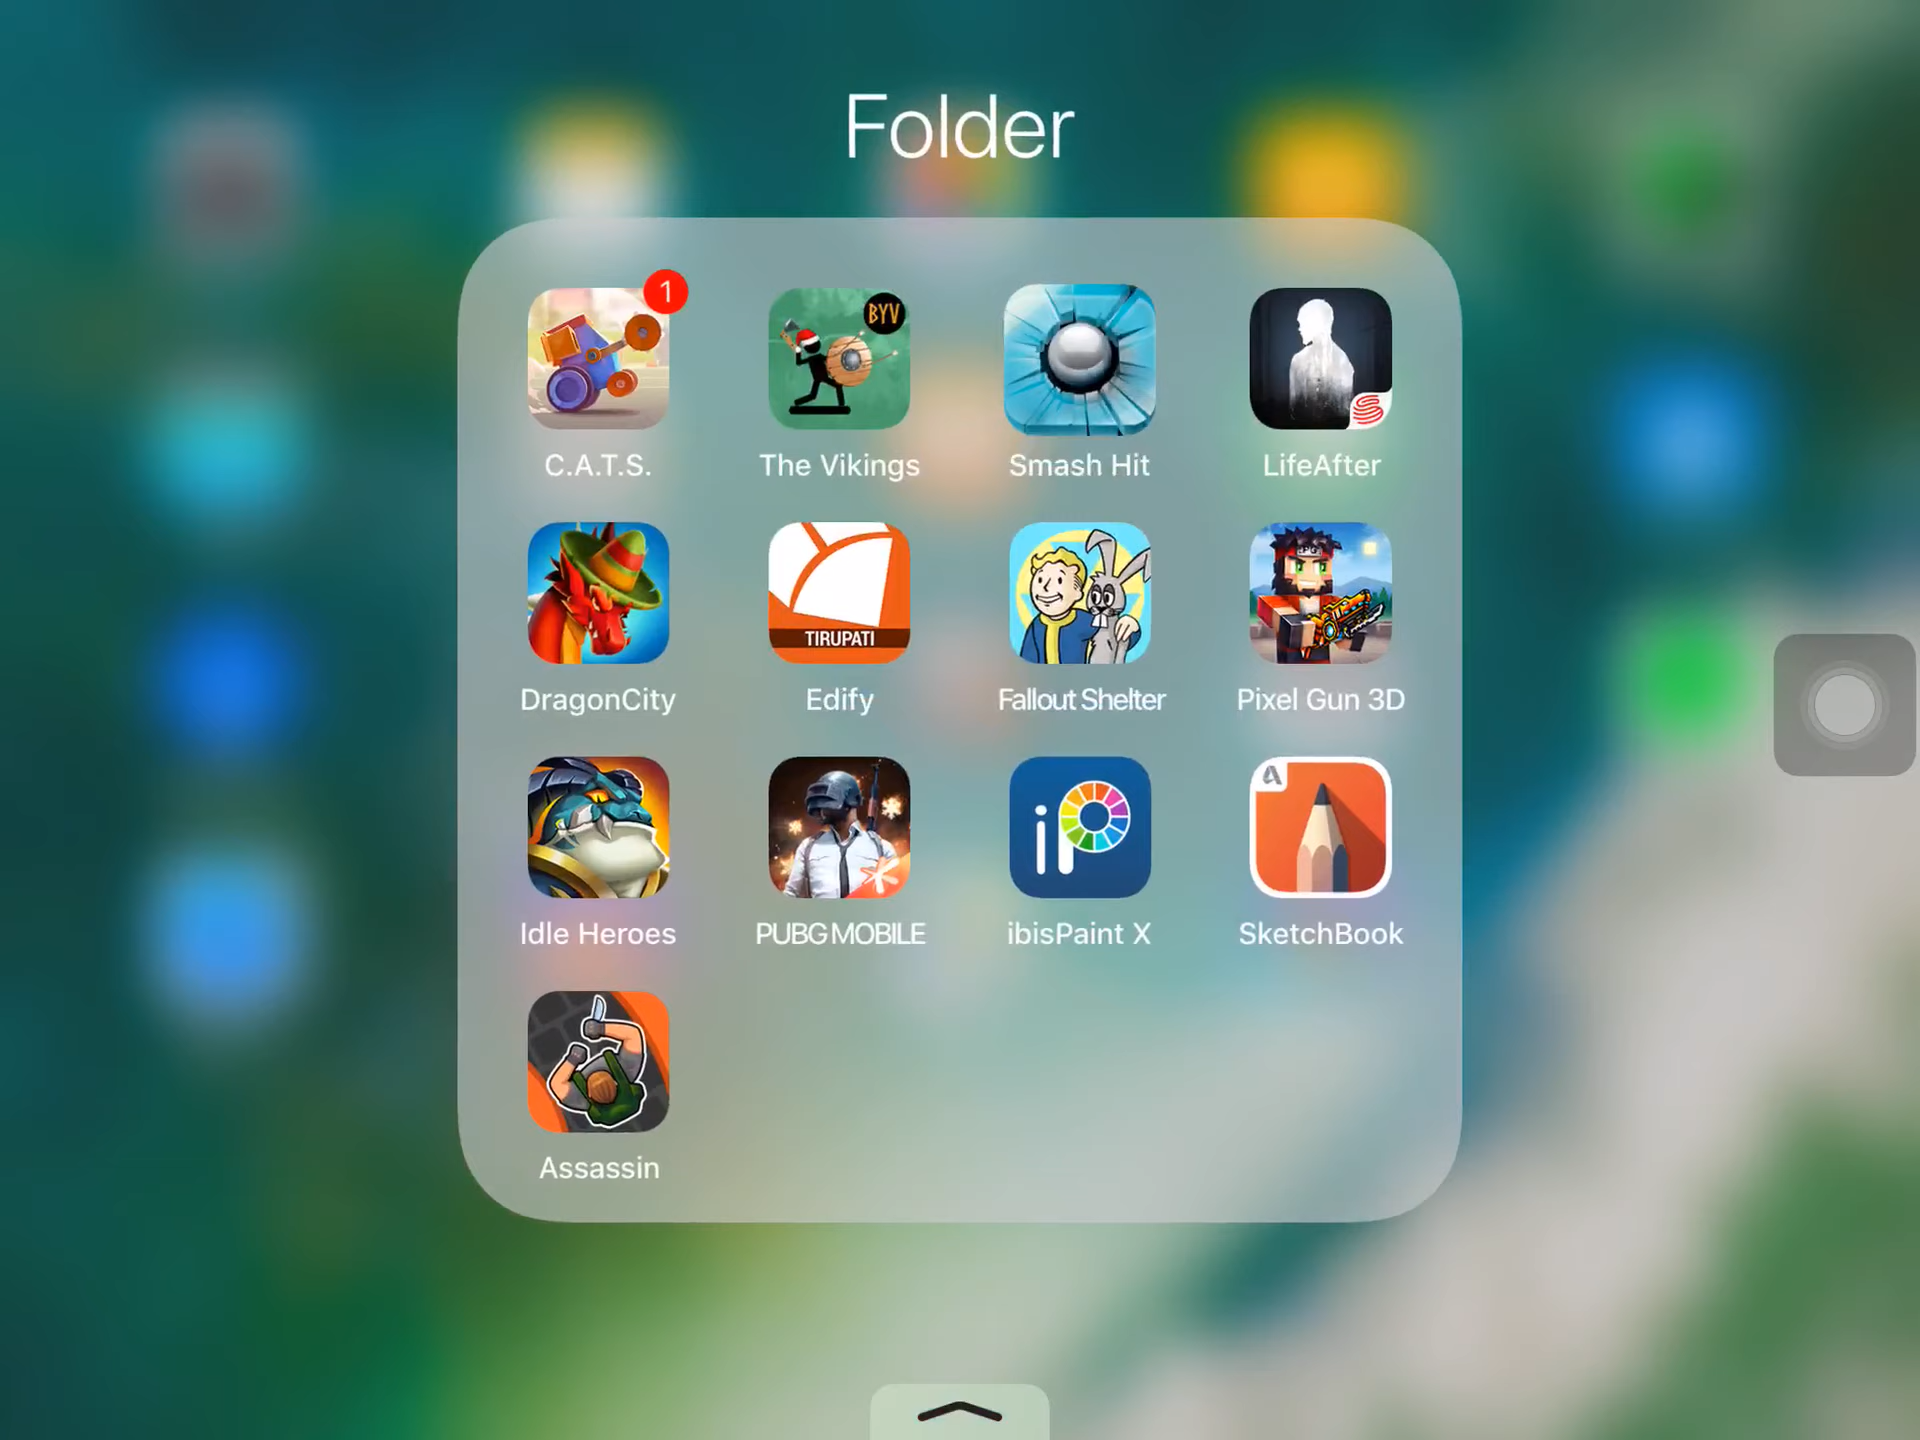 Folder
1
BYV
C.A.T.S.
The Vikings
Smash Hit
LifeAfter
TIRUPATI
DragonCity
Edify
Fallout Shelter
Pixel Gun 3D
iP
Idle Heroes
PUBG MOBILE
ibisPaint X
SketchBook
Assassin